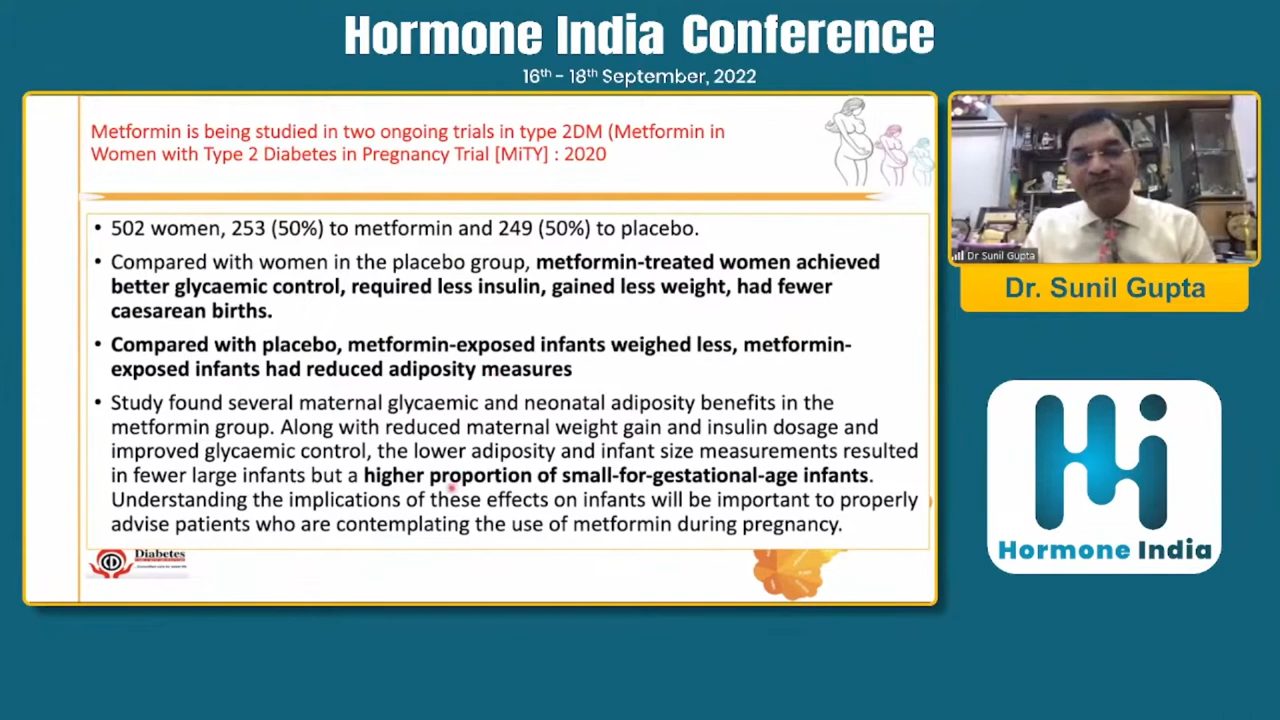 Hormone India Conference
16th - 18th September, 2022
Metformin is being studied in two ongoing trials in type 2DM (Metformin in
Women with Type 2 Diabetes in Pregnancy Trial [MiTY] : 2020
• 502 women, 253 (50%) to metformin and 249 (50%) to placebo.
• Compared with women in the placebo group, metformin-treated women achieved
better glycaemic control, required less insulin, gained less weight, had fewer
caesarean births.
• Compared with placebo, metformin-exposed infants weighed less, metformin-
exposed infants had reduced adiposity measures
• Study found several maternal glycaemic and neonatal adiposity benefits in the
metformin group. Along with reduced maternal weight gain and insulin dosage and
improved glycaemic control, the lower adiposity and infant size measurements resulted
in fewer large infants but a higher proportion of small-for-gestational-age infants.
Understanding the implications of these effects on infants will be important to properly
advise patients who are contemplating the use of metformin during pregnancy.
Diabetes
Dr Sunil Gupta
Dr. Sunil Gupta
Hormone India